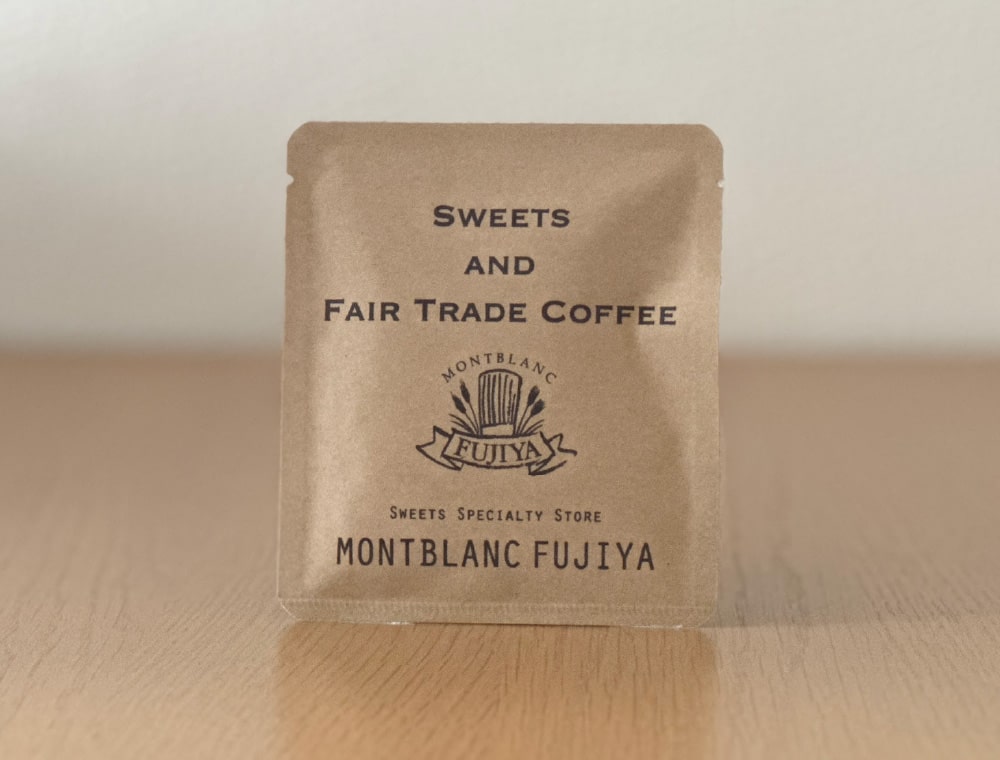 SWEETS
AND
FAIR TRADE COFFEE
MONTBLANC
FUJIYA
SWEETS SPECIALTY STORE
MONTBLANC FUJIYA